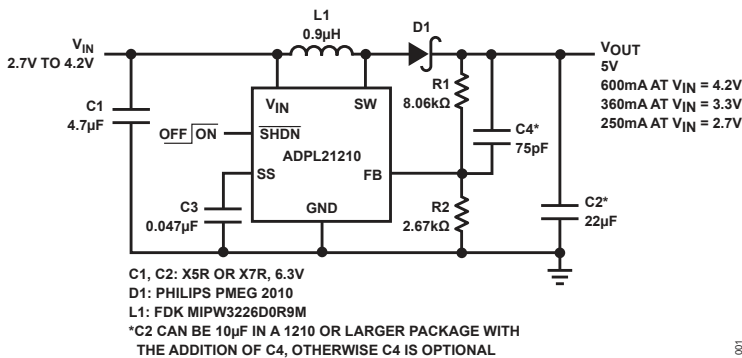 L1
0.9µH
D1
VIN
2.7V TO 4.2V
VOUT
5V
600mA AT VIN = 4.2V
360mA AT VIN = 3.3V
250mA AT VIN = 2.7V
C1
4.7µF
VIN
SW
R1
8.06kΩ
C4*
75pF
OFF ON
SHDN
ADPL21210
SS
FB
C3
0.047µF
GND
R2
2.67kΩ
C2*
22µF
C1, C2: X5R OR X7R, 6.3V
D1: PHILIPS PMEG 2010
L1: FDK MIPW3226D0R9M
*C2 CAN BE 10µF IN A 1210 OR LARGER PACKAGE WITH
THE ADDITION OF C4, OTHERWISE C4 IS OPTIONAL
001